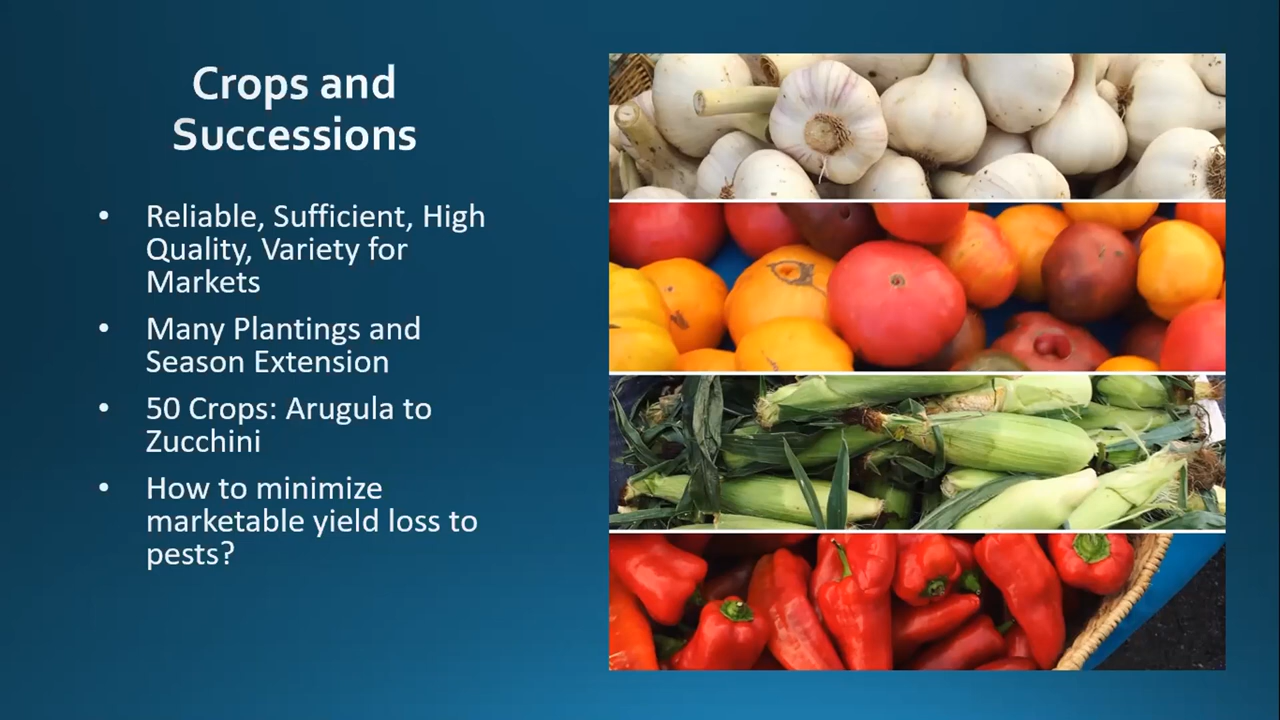 Crops and
Successions
• Reliable, Sufficient, High
Quality, Variety for
Markets
• Many Plantings and
Season Extension
• 50 Crops: Arugula to
Zucchini
• How to minimize
marketable yield loss to
pests?